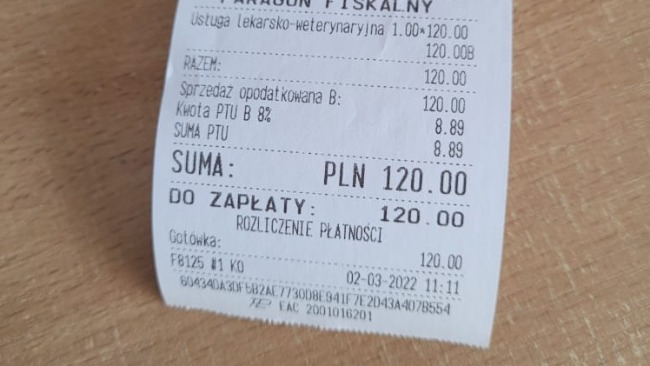 PARAGON FISKALNY
Usługa lekarsko-weterynaryjna 1.00*120.00
120.00B
RAZEM: 120.00
Sprzedaż opodatkowana B: 120.00
Kwota PTU B 8% 8.89
SUMA PTU 8.89
SUMA: PLN 120.00
DO ZAPŁATY: 120.00
ROZLICZENIE PŁATNOŚCI
Gotówka: 120.00
F8125 #1 KO 02-03-2022 11:11
EAC 2001016201